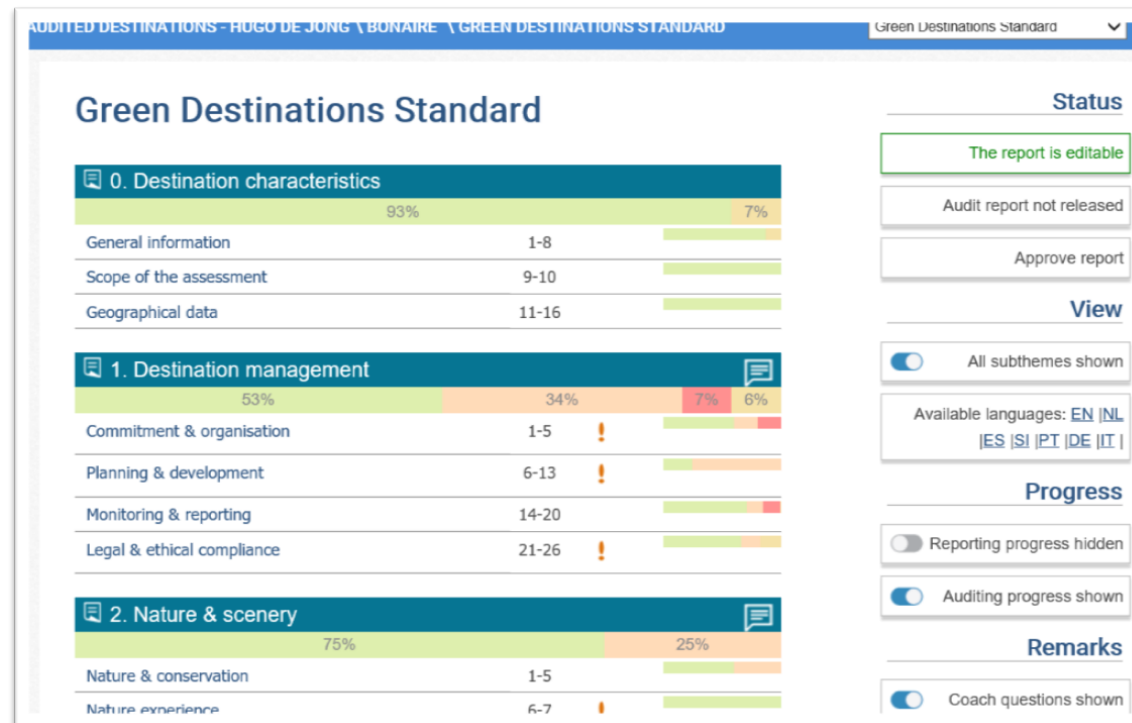 AUDITED DESTINATIONS - HUGO DE JONG \ BONAIRE \ GREEN DESTINATIONS STANDARD
Green Destinations Standard
Green Destinations Standard
0. Destination characteristics
93% 7%
General information 1-8
Scope of the assessment 9-10
Geographical data 11-16
1. Destination management
53% 34% 7% 6%
Commitment & organisation 1-5 !
Planning & development 6-13 !
Monitoring & reporting 14-20
Legal & ethical compliance 21-26 !
2. Nature & scenery
75% 25%
Nature & conservation 1-5
Nature experience 6-7 !
Status
The report is editable
Audit report not released
Approve report
View
All subthemes shown
Available languages: EN |NL
|ES |SI |PT |DE |IT |
Progress
Reporting progress hidden
Auditing progress shown
Remarks
Coach questions shown